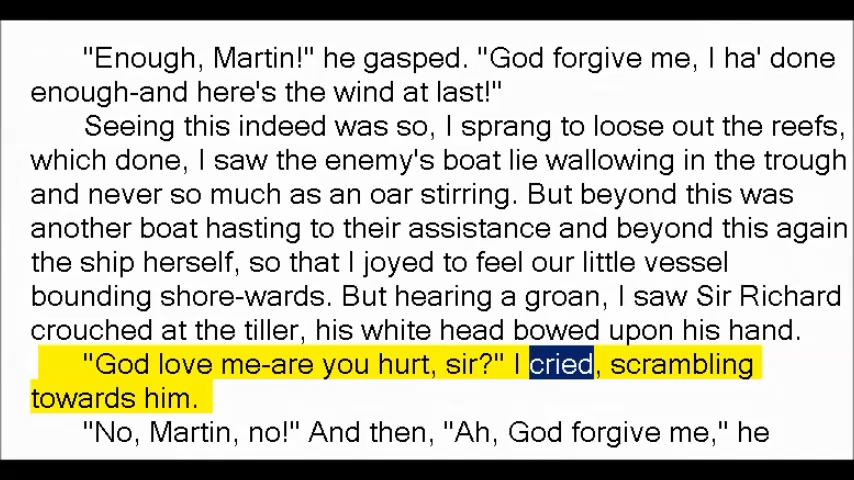 "Enough, Martin!" he gasped. "God forgive me, I ha' done
enough-and here's the wind at last!"
Seeing this indeed was so, I sprang to loose out the reefs,
which done, I saw the enemy's boat lie wallowing in the trough
and never so much as an oar stirring. But beyond this was
another boat hasting to their assistance and beyond this again
the ship herself, so that I joyed to feel our little vessel
bounding shore-wards. But hearing a groan, I saw Sir Richard
crouched at the tiller, his white head bowed upon his hand.
"God love me-are you hurt, sir?" I cried, scrambling
towards him.
"No, Martin, no!" And then, "Ah, God forgive me," he